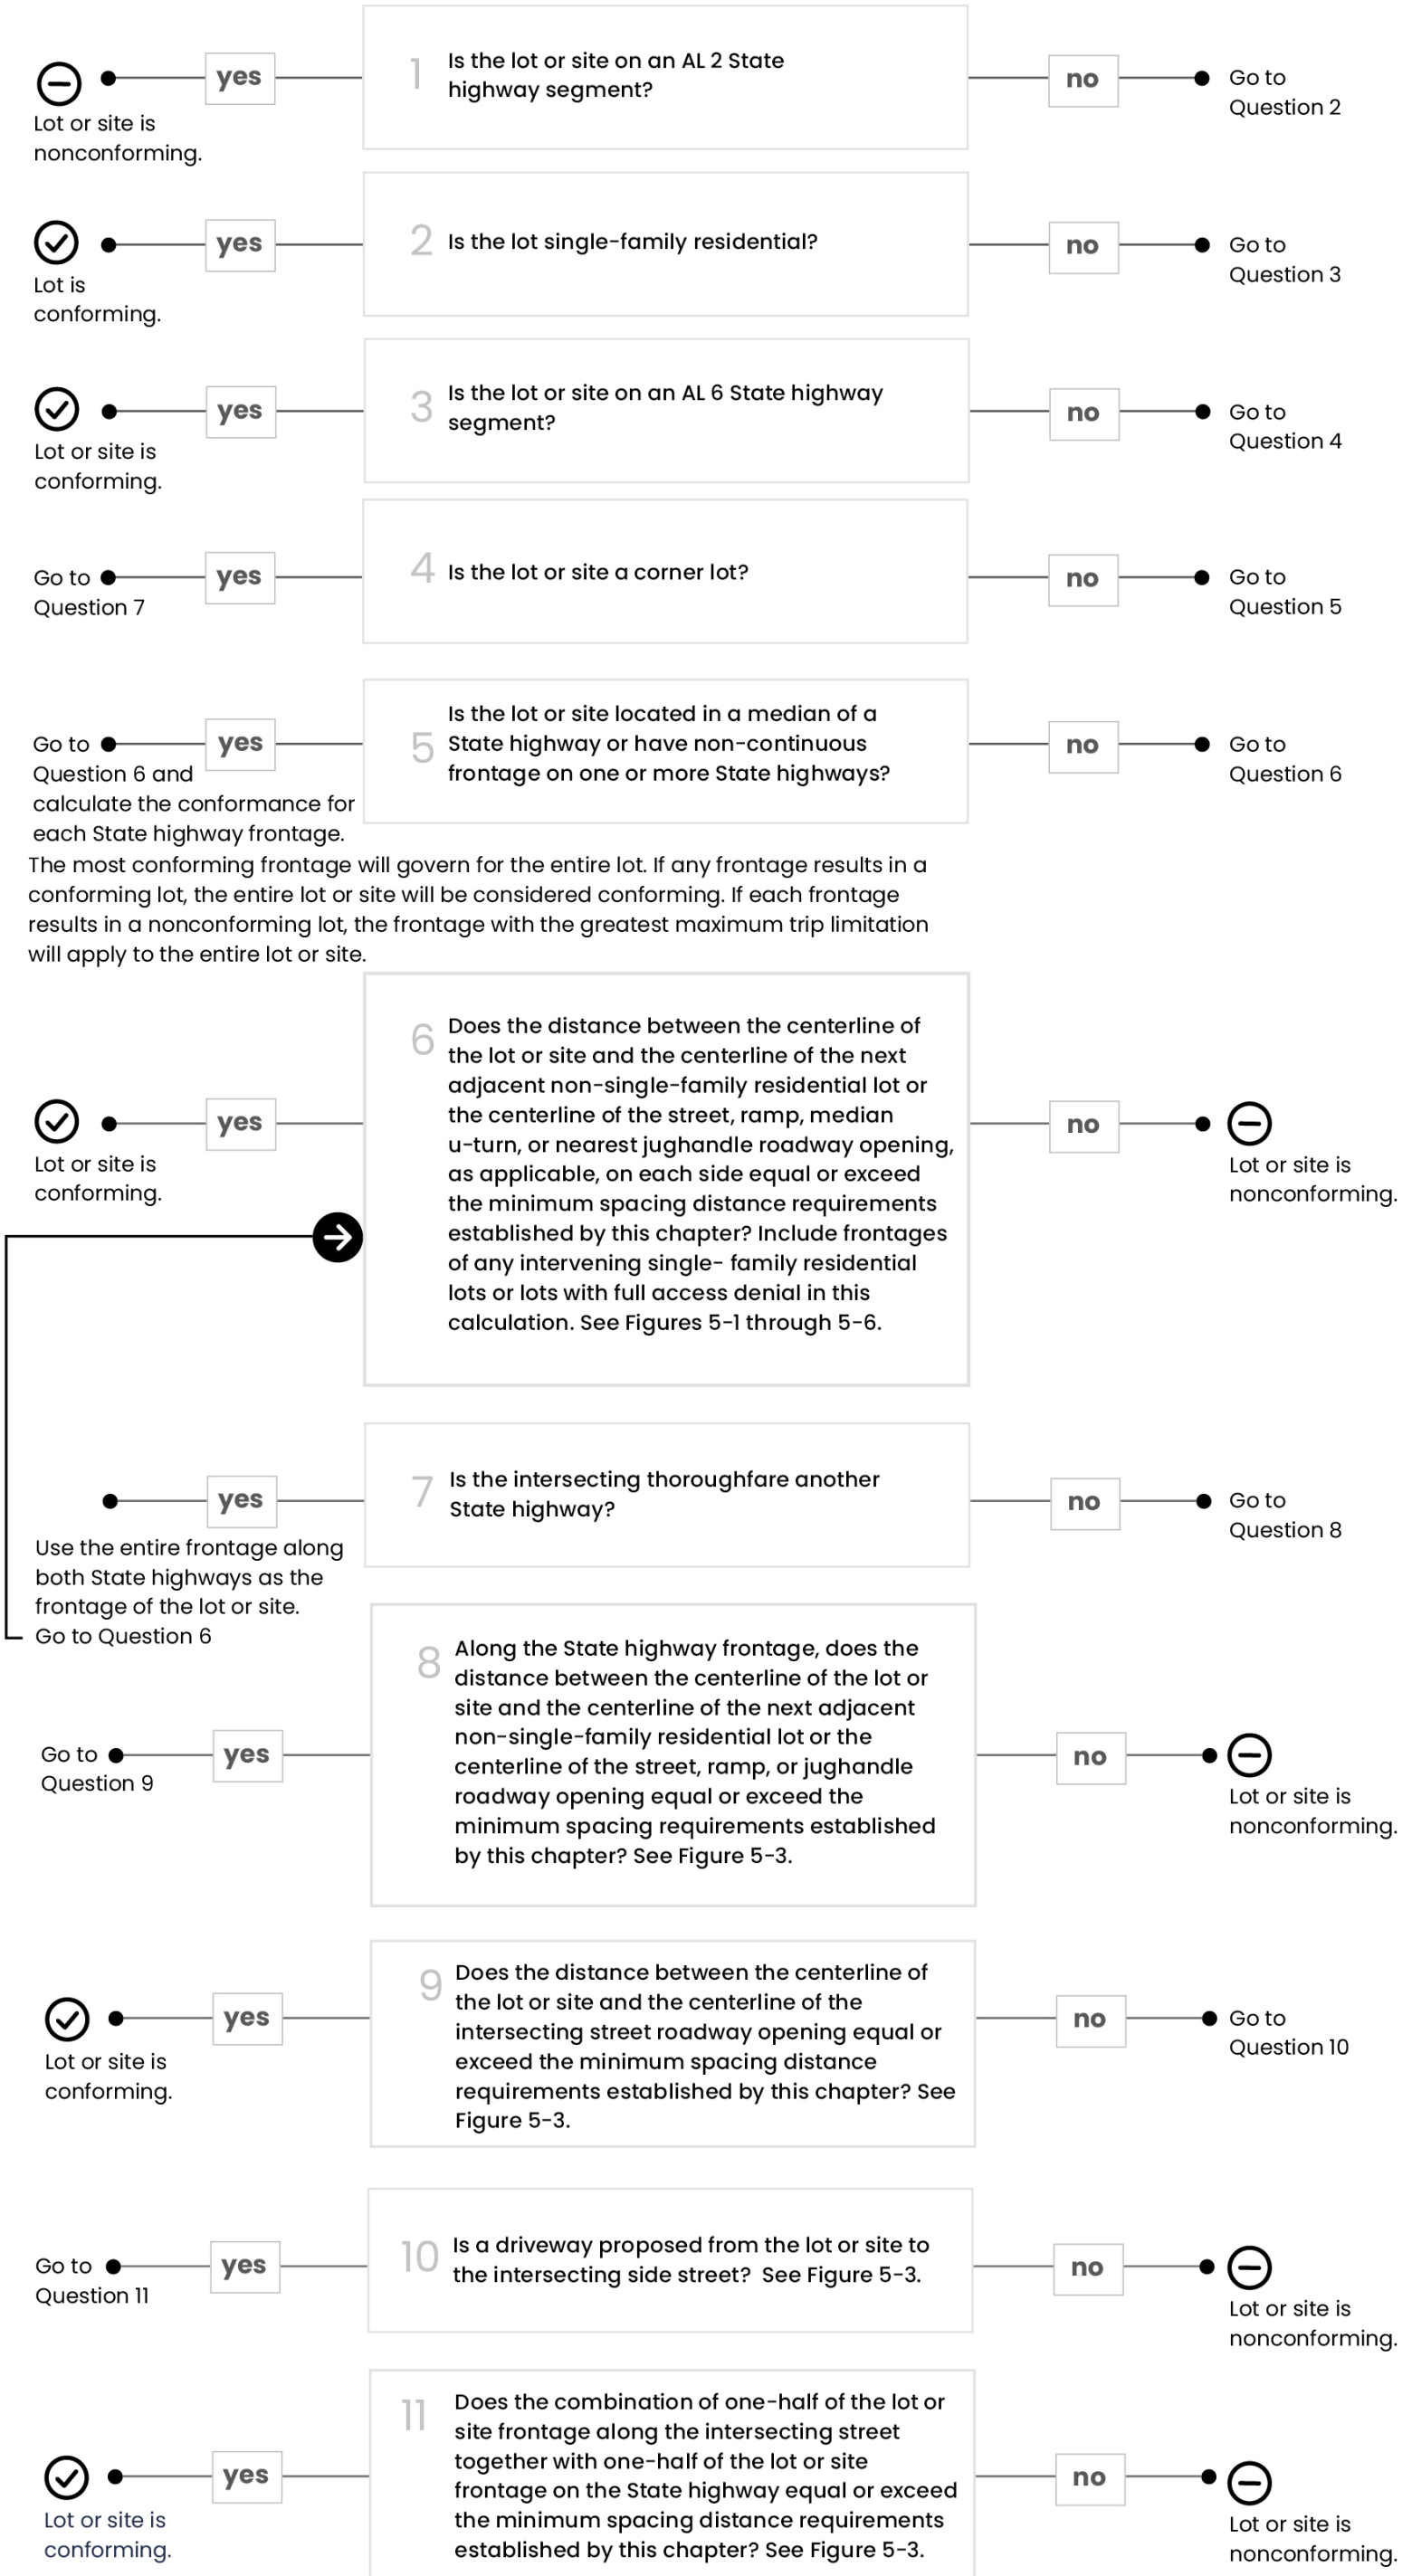 yes
1
Is the lot or site on an AL 2 State
highway segment?
no
Go to
Question 2
Lot or site is
nonconforming.
yes
2
Is the lot single-family residential?
no
Go to
Question 3
Lot is
conforming.
yes
3
Is the lot or site on an AL 6 State highway
segment?
no
Go to
Question 4
Lot or site is
conforming.
Go to
Question 7
yes
4
Is the lot or site a corner lot?
no
Go to
Question 5
Go to
Question 6 and
calculate the conformance for
each State highway frontage.
The most conforming frontage will govern for the entire lot. If any frontage results in a
conforming lot, the entire lot or site will be considered conforming. If each frontage
results in a nonconforming lot, the frontage with the greatest maximum trip limitation
will apply to the entire lot or site.
yes
5
Is the lot or site located in a median of a
State highway or have non-continuous
frontage on one or more State highways?
no
Go to
Question 6
yes
Lot or site is
conforming.
6
Does the distance between the centerline of
the lot or site and the centerline of the next
adjacent non-single-family residential lot or
the centerline of the street, ramp, median
u-turn, or nearest jughandle roadway opening,
as applicable, on each side equal or exceed
the minimum spacing distance requirements
established by this chapter? Include frontages
of any intervening single- family residential
lots or lots with full access denial in this
calculation. See Figures 5-1 through 5-6.
no
Lot or site is
nonconforming.
yes
Use the entire frontage along
both State highways as the
frontage of the lot or site.
Go to Question 6
7
Is the intersecting thoroughfare another
State highway?
no
Go to
Question 8
Go to
Question 9
yes
8
Along the State highway frontage, does the
distance between the centerline of the lot or
site and the centerline of the next adjacent
non-single-family residential lot or the
centerline of the street, ramp, or jughandle
roadway opening equal or exceed the
minimum spacing requirements established
by this chapter? See Figure 5-3.
no
Lot or site is
nonconforming.
yes
Lot or site is
conforming.
9
Does the distance between the centerline of
the lot or site and the centerline of the
intersecting street roadway opening equal or
exceed the minimum spacing distance
requirements established by this chapter? See
Figure 5-3.
no
Go to
Question 10
Go to
Question 11
yes
10
Is a driveway proposed from the lot or site to
the intersecting side street? See Figure 5-3.
no
Lot or site is
nonconforming.
yes
Lot or site is
conforming.
11
Does the combination of one-half of the lot or
site frontage along the intersecting street
together with one-half of the lot or site
frontage on the State highway equal or exceed
the minimum spacing distance requirements
established by this chapter? See Figure 5-3.
no
Lot or site is
nonconforming.